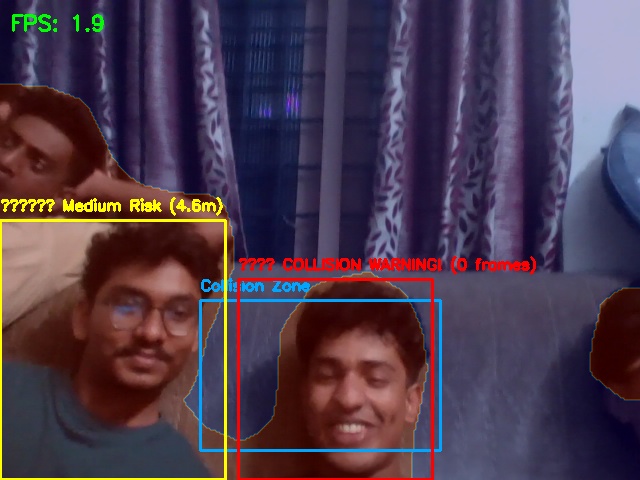 FPS: 1.9
?????? Medium Risk (4.6m)
???? COLLISION WARNING! (0 frames)
Collision Zone